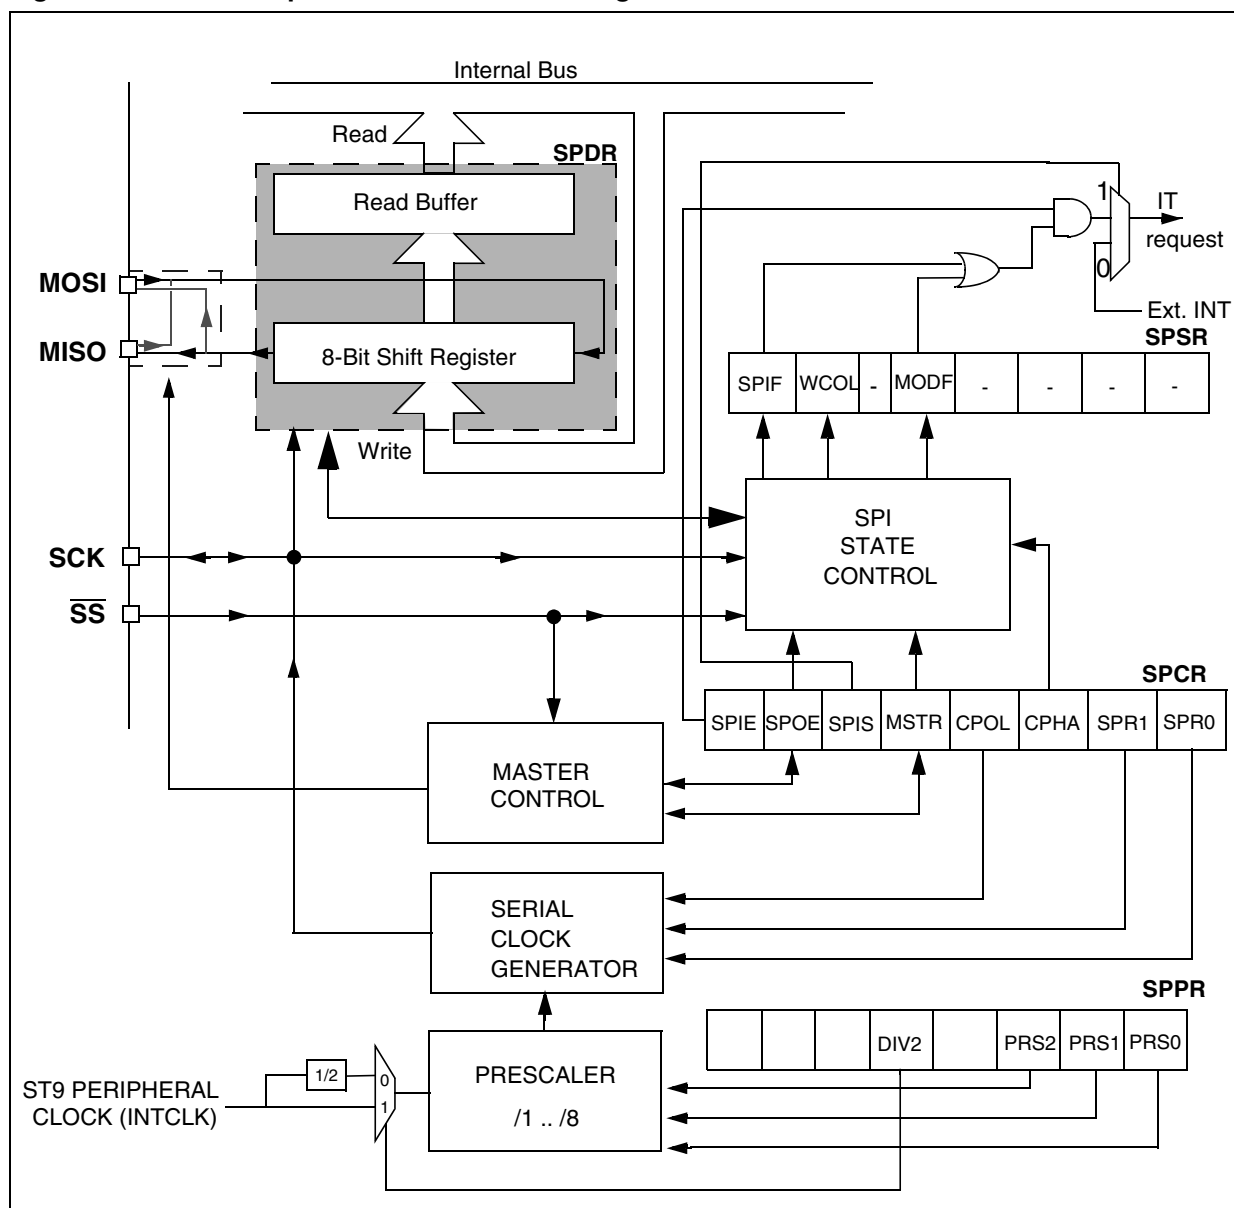 Internal Bus
Read
SPDR
Read Buffer
1
IT
request
0
MOSI
Ext. INT
SPSR
MISO
8-Bit Shift Register
SPIF WCOL - MODF - - - -
Write
SPI
STATE
CONTROL
SCK
SS
SPCR
SPIE SPOE SPIS MSTR CPOL CPHA SPR1 SPR0
MASTER
CONTROL
SERIAL
CLOCK
GENERATOR
SPPR
DIV2 PRS2 PRS1 PRS0
1/2
0
1
ST9 PERIPHERAL
CLOCK (INTCLK)
PRESCALER
/1 .. /8